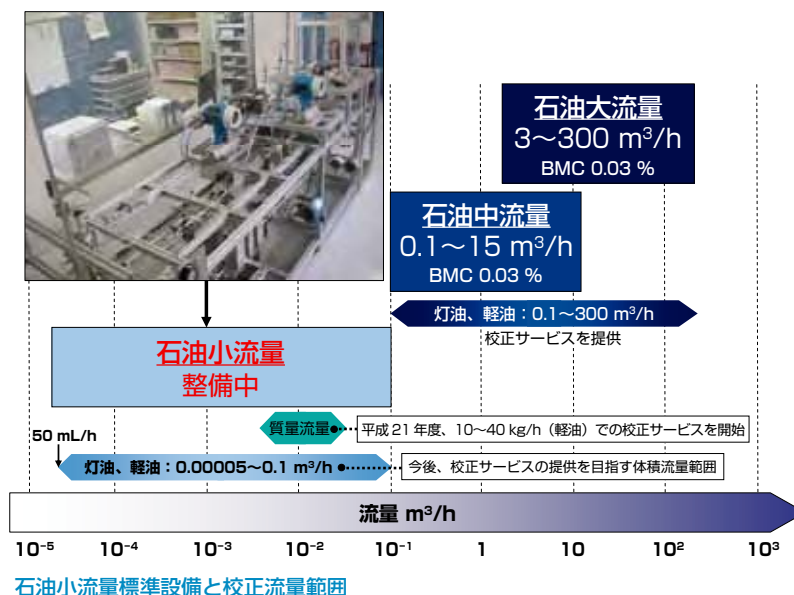 石油大流量
3～300 m³/h
BMC 0.03 %
石油中流量
0.1～15 m³/h
BMC 0.03 %
灯油、軽油：0.1～300 m³/h
校正サービスを提供
石油小流量
整備中
質量流量
平成 21 年度、10～40 kg/h（軽油）での校正サービスを開始
50 mL/h
灯油、軽油：0.00005～0.1 m³/h
今後、校正サービスの提供を目指す体積流量範囲
流量 m³/h
10⁻⁵ 10⁻⁴ 10⁻³ 10⁻² 10⁻¹ 1 10 10² 10³
石油小流量標準設備と校正流量範囲